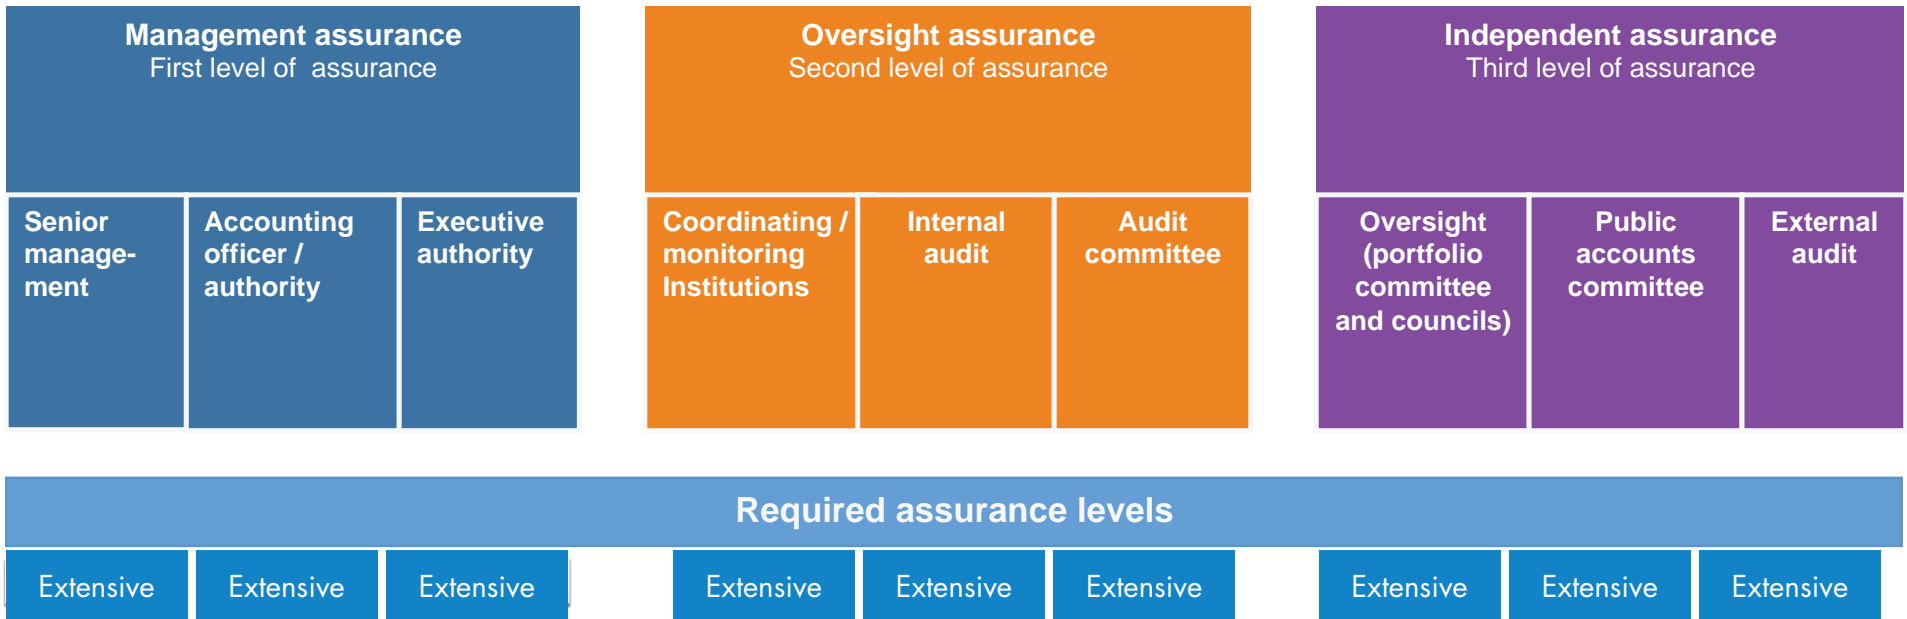 Management assurance
First level of  assurance
Senior
manage-
ment
Accounting
officer /
authority
Executive
authority
Oversight assurance
Second level of assurance
Coordinating /
monitoring
Institutions
Internal
audit
Audit
committee
Independent assurance
Third level of assurance
Oversight
(portfolio
committee
and councils)
Public
accounts
committee
External
audit
Required assurance levels
Extensive
Extensive
Extensive
Extensive
Extensive
Extensive
Extensive
Extensive
Extensive